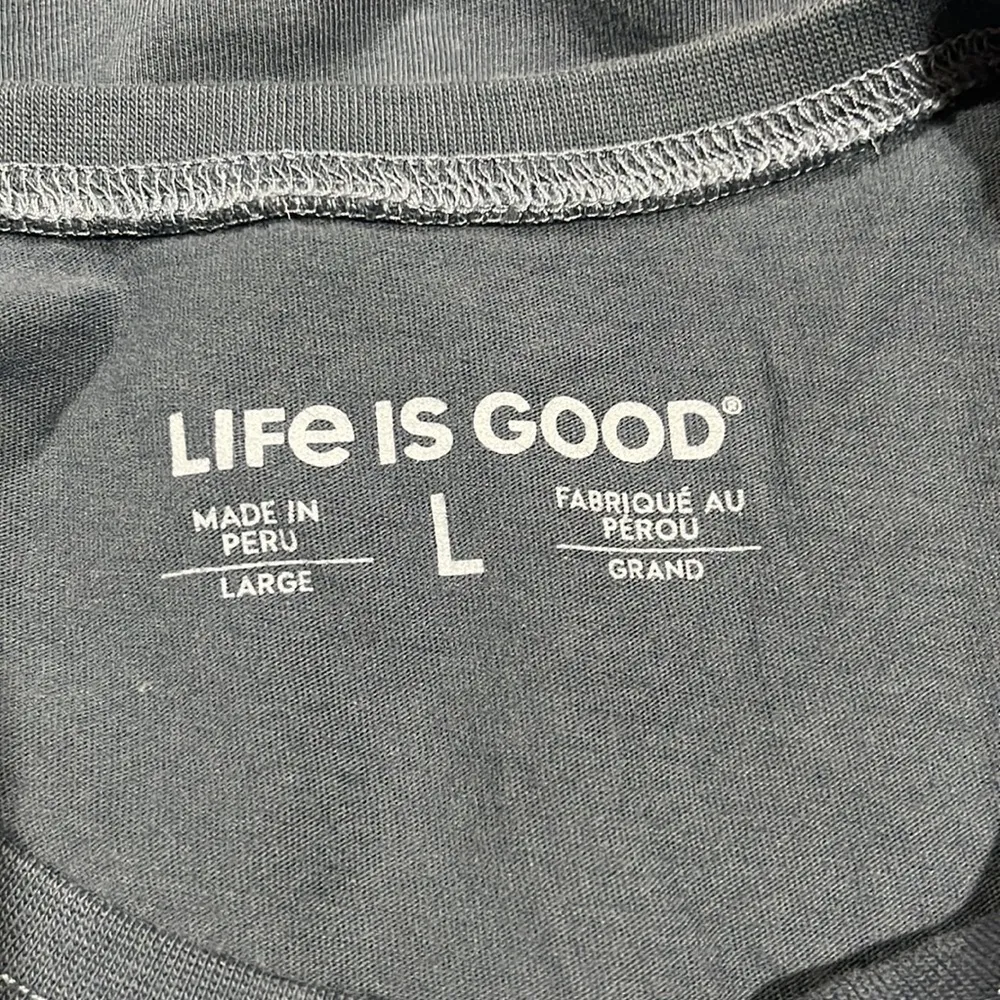 LIFe IS GOOD®
MADE IN
PERU
LARGE
L
FABRIQUÉ AU
PÉROU
GRAND